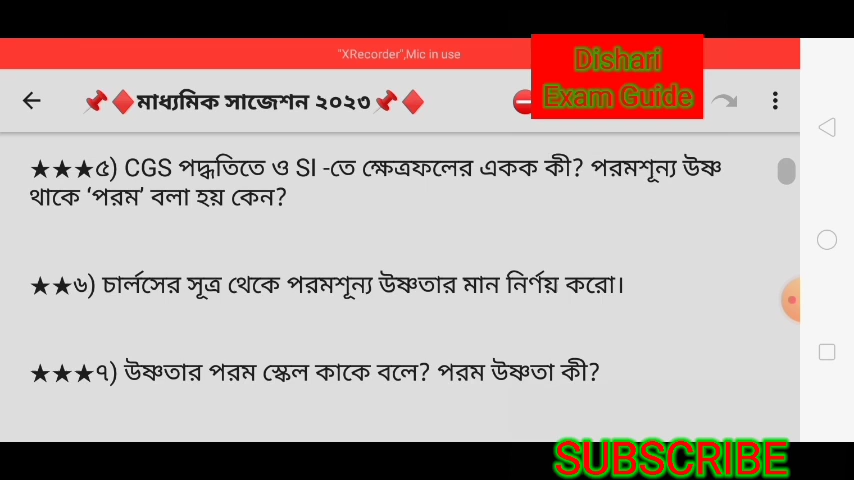 "XRecorder",Mic in use
Dishari
📌♦️মাধ্যমিক সাজেশন ২০২৩📌♦️
Exam Guide
★★★৫) CGS পদ্ধতিতে ও SI -তে ক্ষেত্রফলের একক কী? পরমশূন্য উষ্ণ
থাকে ‘পরম’ বলা হয় কেন?
★★৬) চার্লসের সূত্র থেকে পরমশূন্য উষ্ণতার মান নির্ণয় করো।
★★★৭) উষ্ণতার পরম স্কেল কাকে বলে? পরম উষ্ণতা কী?
SUBSCRIBE